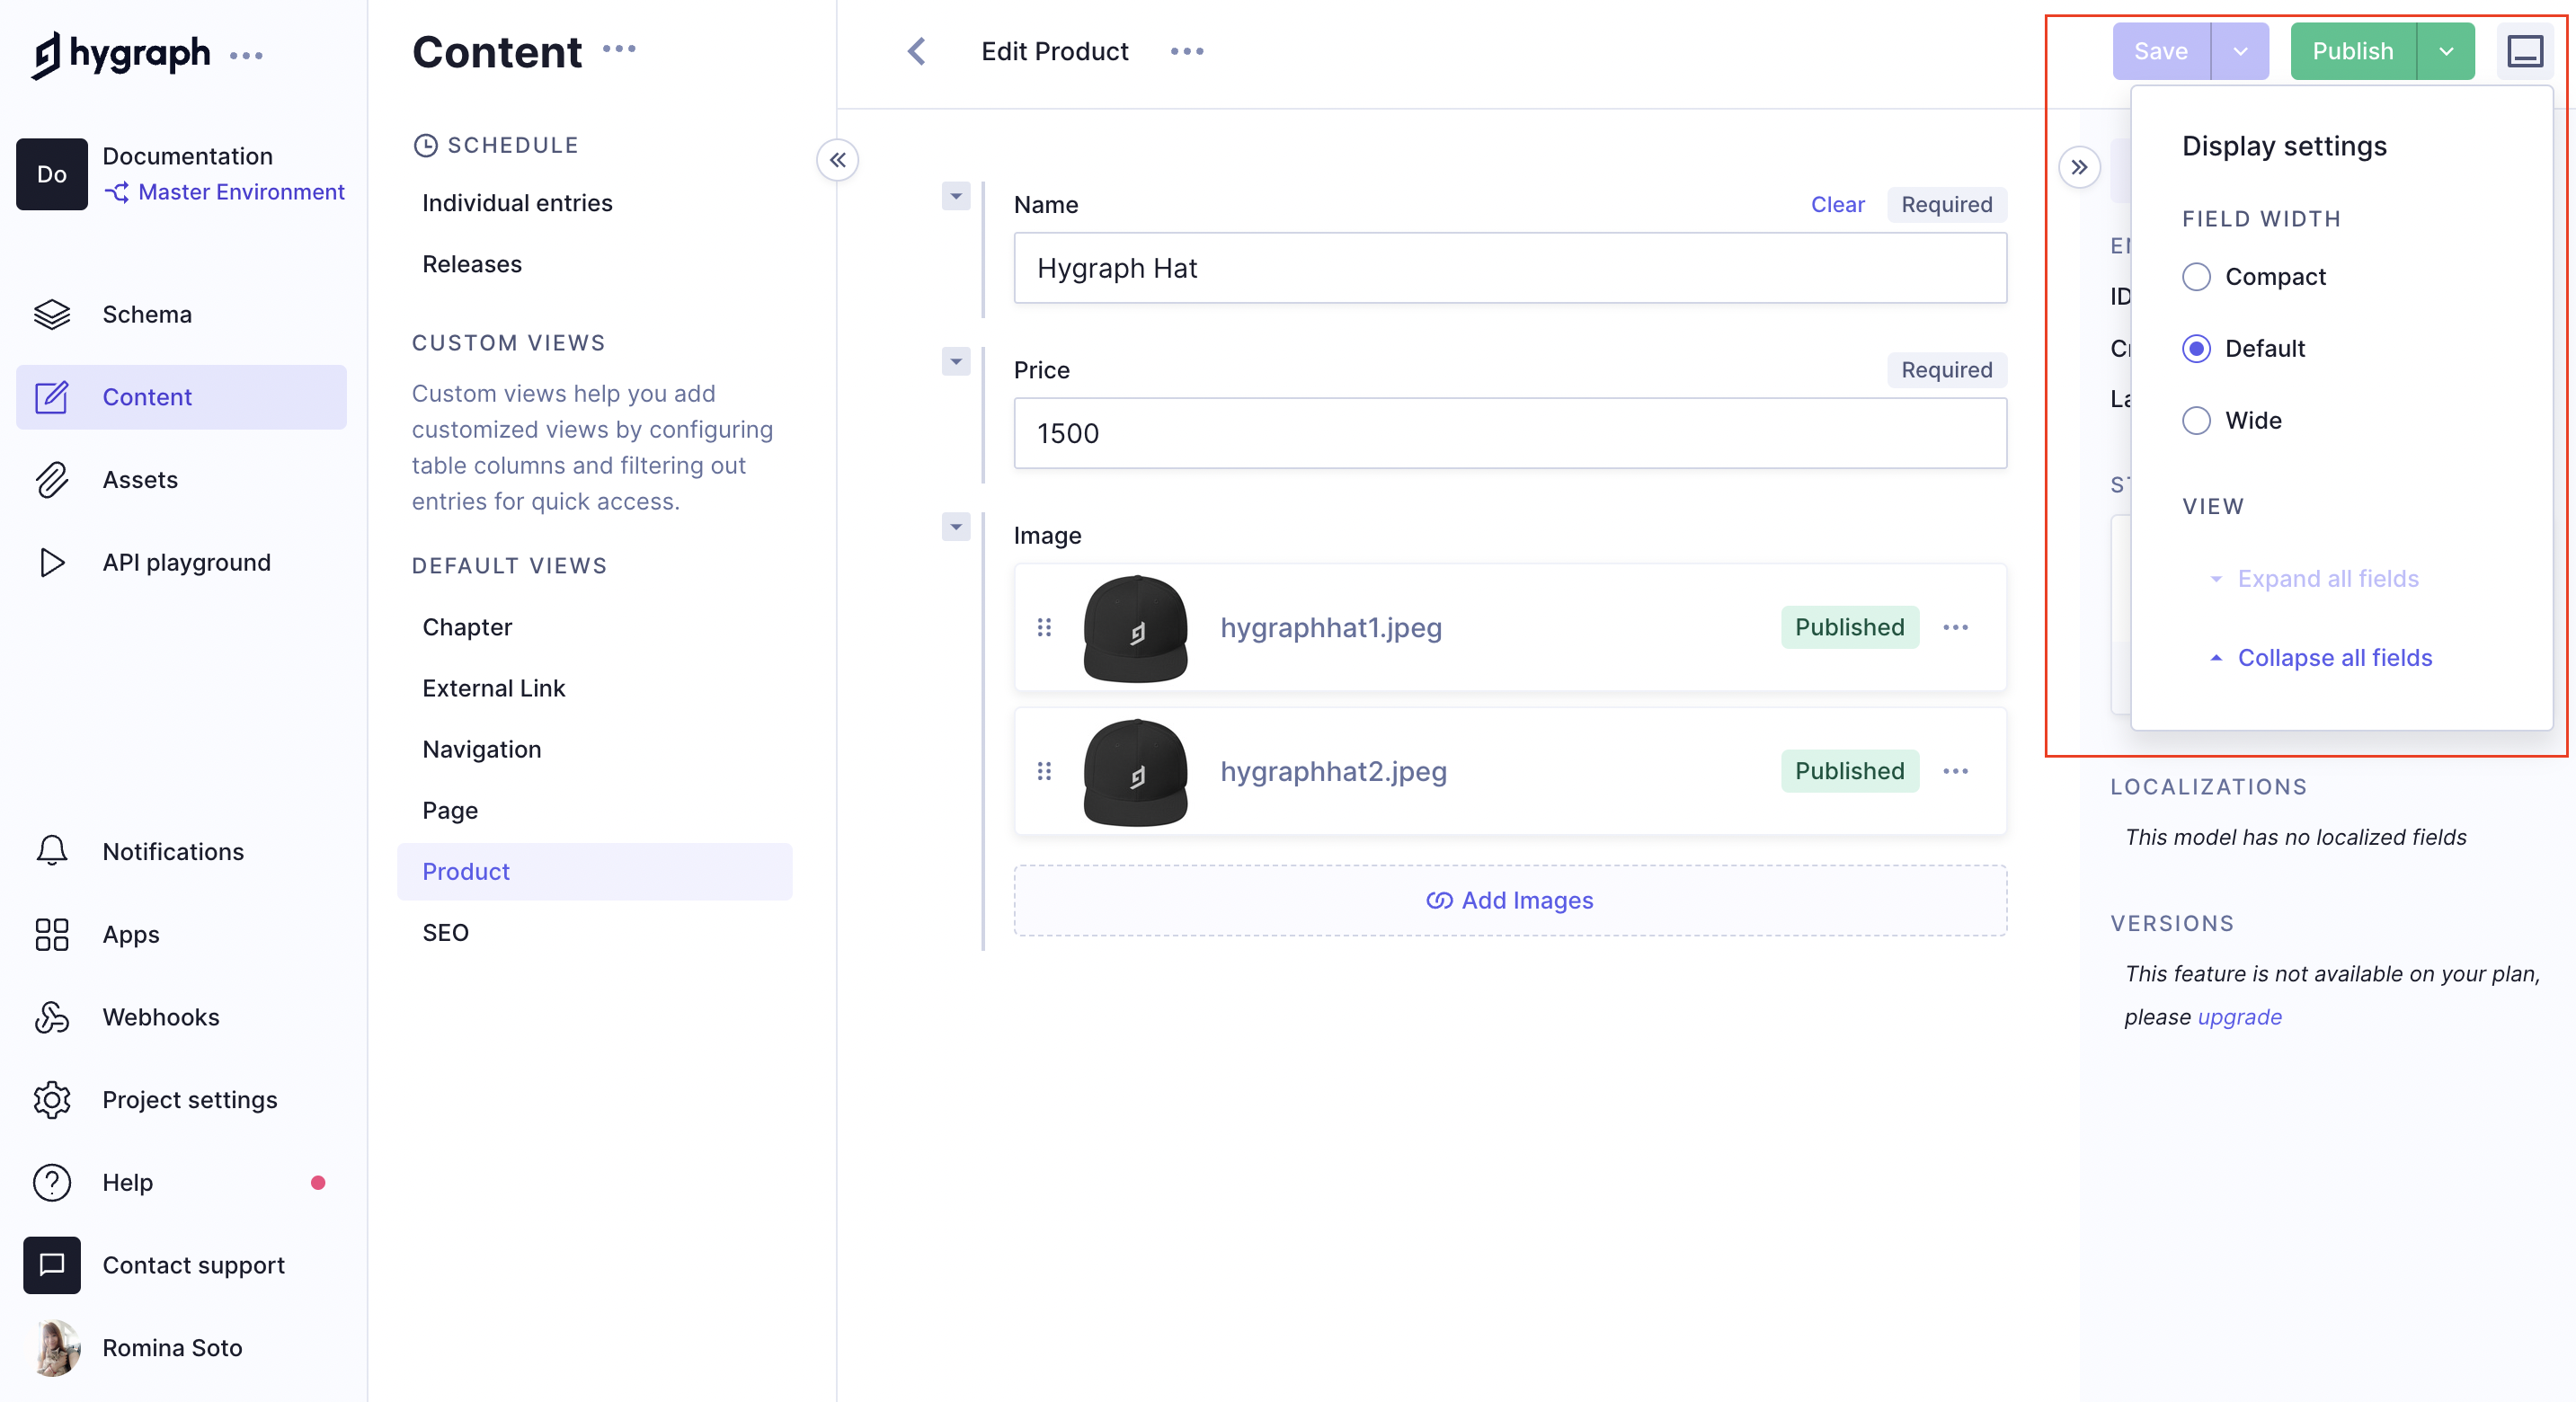 hygraph
Do
Documentation
Master Environment
Schema
Content
Assets
API playground
Notifications
Apps
Webhooks
Project settings
Help
Contact support
Romina Soto
Content
SCHEDULE
Individual entries
Releases
CUSTOM VIEWS
Custom views help you add
customized views by configuring
table columns and filtering out
entries for quick access.
DEFAULT VIEWS
Chapter
External Link
Navigation
Page
Product
SEO
Edit Product
Save
Publish
Name
Clear
Required
Hygraph Hat
Price
Required
1500
Image
hygraphhat1.jpeg
Published
hygraphhat2.jpeg
Published
Add Images
Display settings
FIELD WIDTH
Compact
Default
Wide
VIEW
Expand all fields
Collapse all fields
ID
LOCALIZATIONS
This model has no localized fields
VERSIONS
This feature is not available on your plan,
please upgrade